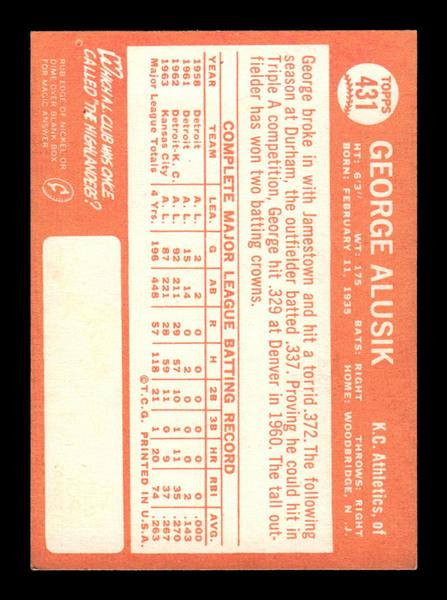 TOPPS
431
GEORGE ALUSIK
K.C. Athletics, of
HT: 6'3" WT: 175 BATS: RIGHT THROWS: RIGHT
BORN: FEBRUARY 11, 1935 HOME: WOODBRIDGE, N. J.
George broke in with Jamestown and hit a torrid .372. The following
season at Durham, the outfielder batted .337. Proving he could hit in
Triple A competition, George hit .329 at Denver in 1960. The tall out-
fielder has won two batting crowns.
COMPLETE MAJOR LEAGUE BATTING RECORD
YEAR TEAM LEA. G AB R H 2B 3B HR RBI AVG.
1958 Detroit A. L. 2 2 0 0 0 0 0 0 .000
1961 Detroit A. L. 15 14 0 2 0 0 0 2 .143
1962 Detroit-K. C. A. L. 92 211 29 57 10 1 11 35 .270
1963 Kansas City A. L. 87 221 28 59 11 0 9 37 .267
Major League Totals 4 Yrs. 196 448 57 118 21 1 20 74 .263
©T.C.G. PRINTED IN U.S.A.
WHICH A.L. CLUB WAS ONCE
CALLED "THE HIGHLANDERS"?
RUB EDGE OF NICKEL OR
DIME OVER BLANK BOX
FOR MAGIC ANSWER